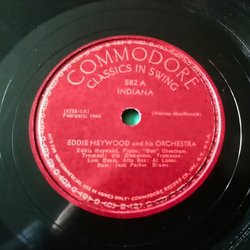 COMMODORE
CLASSICS IN SWING
582 A
INDIANA
(Hanley-MacDonald)
February, 1944
EDDIE HEYWOOD and his ORCHESTRA
Eddie Heywood, Piano; "Doc" Cheatham,
Trumpet; Vic Dickenson, Trombone
Lem Davis, Alto Sax; Al Lucas,
Bass; Jack Parker, Drums